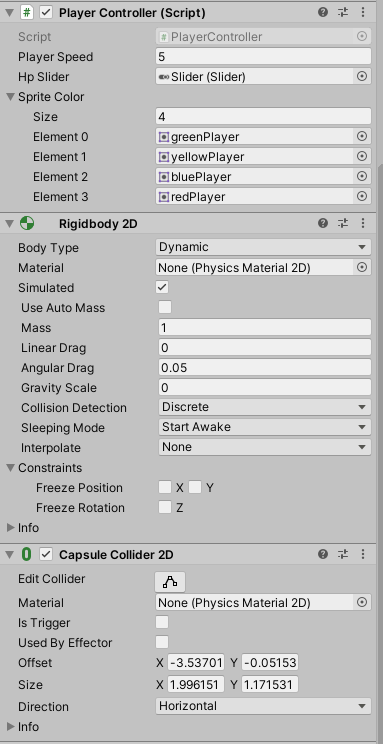 Player Controller (Script)
Script PlayerController
Player Speed 5
Hp Slider Slider (Slider)
Sprite Color
Size 4
Element 0 greenPlayer
Element 1 yellowPlayer
Element 2 bluePlayer
Element 3 redPlayer
Rigidbody 2D
Body Type Dynamic
Material None (Physics Material 2D)
Simulated
Use Auto Mass
Mass 1
Linear Drag 0
Angular Drag 0.05
Gravity Scale 0
Collision Detection Discrete
Sleeping Mode Start Awake
Interpolate None
Constraints
Freeze Position X Y
Freeze Rotation Z
Info
Capsule Collider 2D
Edit Collider
Material None (Physics Material 2D)
Is Trigger
Used By Effector
Offset X -3.53701 Y -0.05153
Size X 1.996151 Y 1.171531
Direction Horizontal
Info